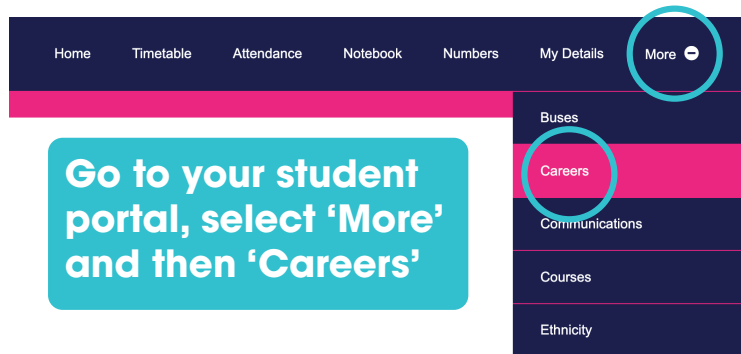 Home Timetable Attendance Notebook Numbers My Details More
Buses
Careers
Communications
Courses
Ethnicity
Go to your student
portal, select ‘More’
and then ‘Careers’